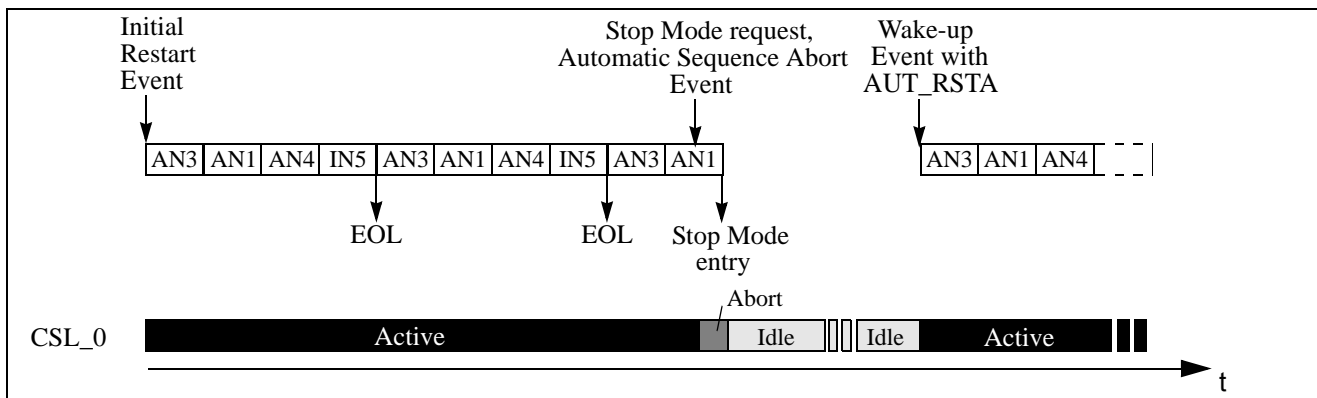 Initial
Restart
Event
Stop Mode request,
Automatic Sequence Abort
Event
Wake-up
Event with
AUT_RSTA
AN3 AN1 AN4 IN5 AN3 AN1 AN4 IN5 AN3 AN1
AN3 AN1 AN4
EOL
EOL
Stop Mode
entry
Abort
CSL_0
Active
Idle
Idle
Active
t